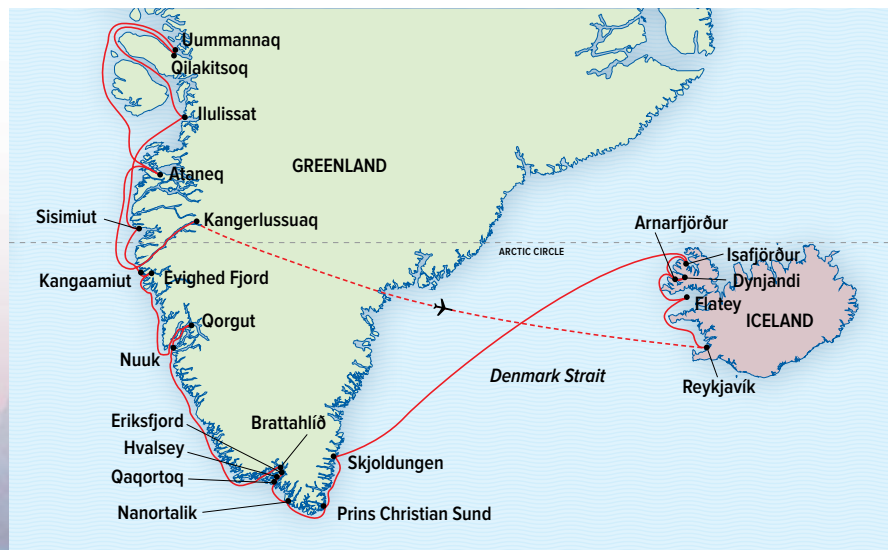 Uummannaq
Qilakitsoq
Ilulissat
GREENLAND
Ataneq
Sisimiut
Kangerlussuaq
ARCTIC CIRCLE
Arnarfjörður
Isafjörður
Kangaamiut
Evighed Fjord
Dynjandi
Flatey
ICELAND
Qorgut
Nuuk
Denmark Strait
Reykjavík
Eriksfjord
Brattahlíð
Hvalsey
Skjoldungen
Qaqortoq
Nanortalik
Prins Christian Sund